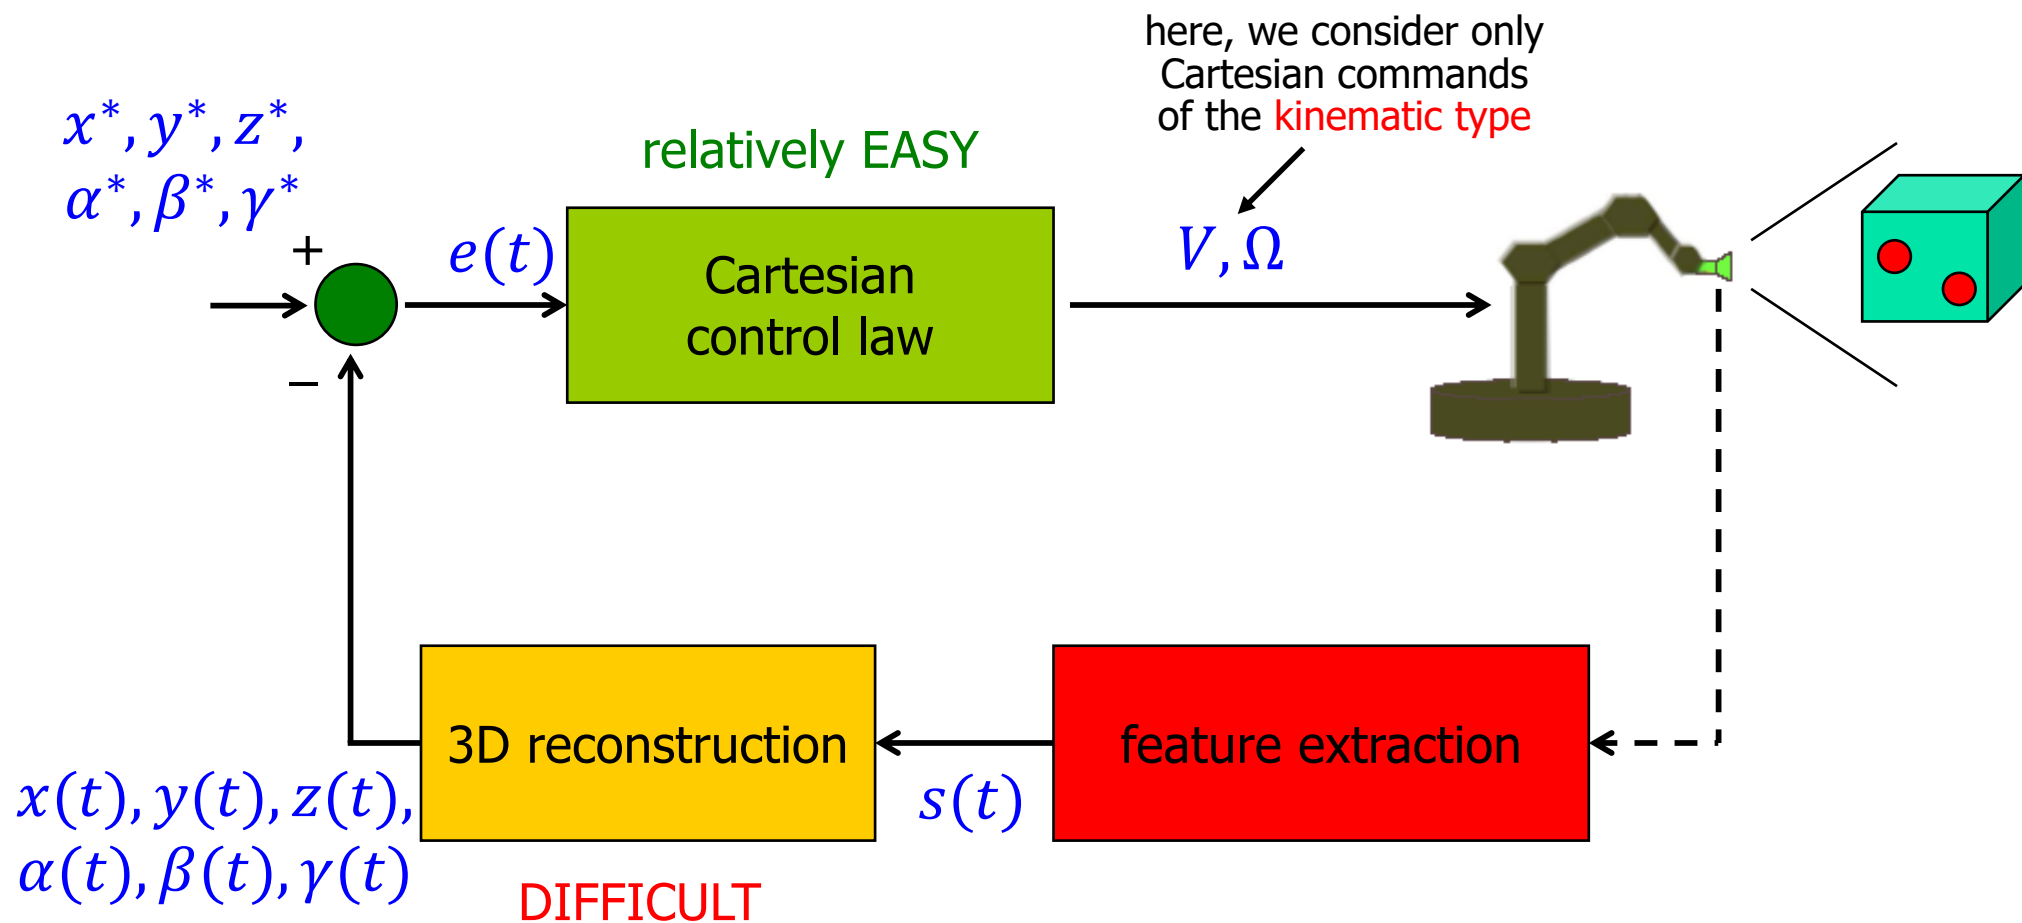 here, we consider only
Cartesian commands
of the kinematic type
x*, y*, z*,
α*, β*, γ*
relatively EASY
+
e(t)
Cartesian
control law
V, Ω
−
3D reconstruction
feature extraction
s(t)
x(t), y(t), z(t),
α(t), β(t), γ(t)
DIFFICULT